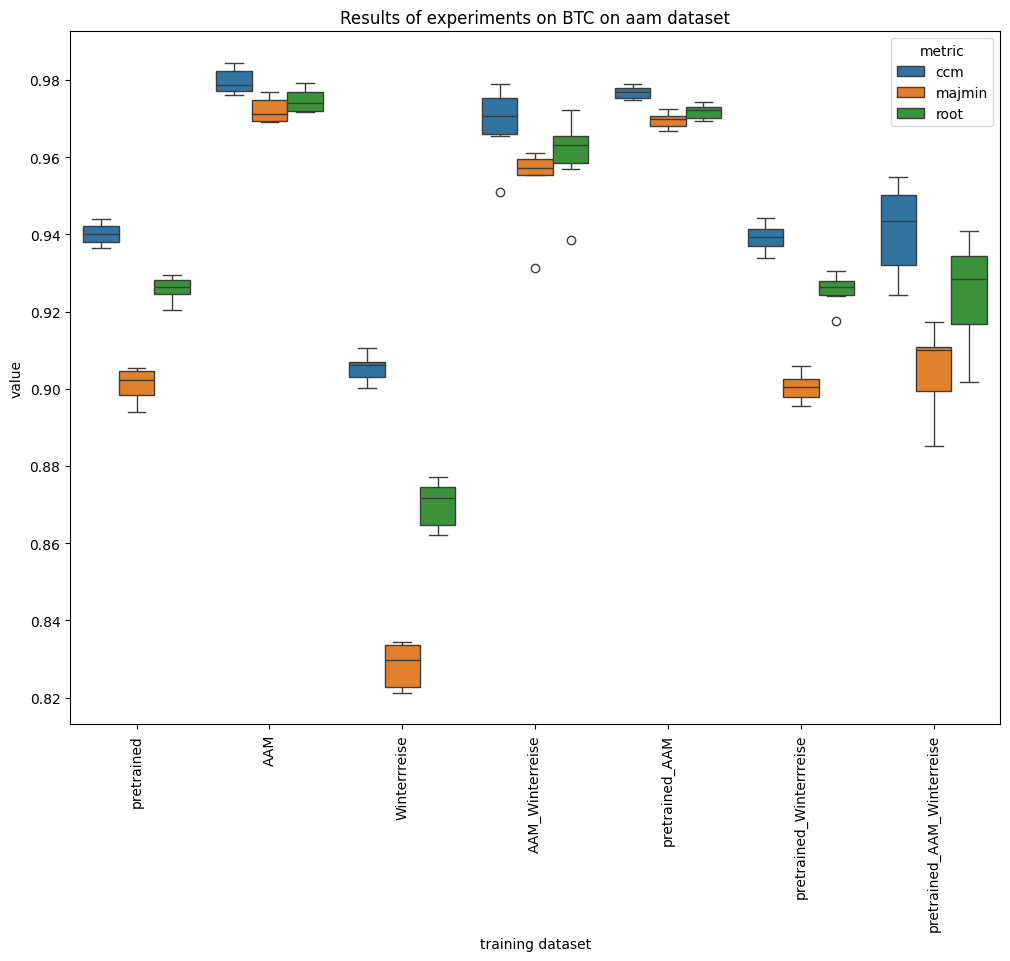 Results of experiments on BTC on aam dataset
metric
ccm
majmin
root
value
0.98
0.96
0.94
0.92
0.90
0.88
0.86
0.84
0.82
pretrained
AAM
Winterrreise
AAM_Winterreise
pretrained_AAM
pretrained_Winterrreise
pretrained_AAM_Winterreise
training dataset